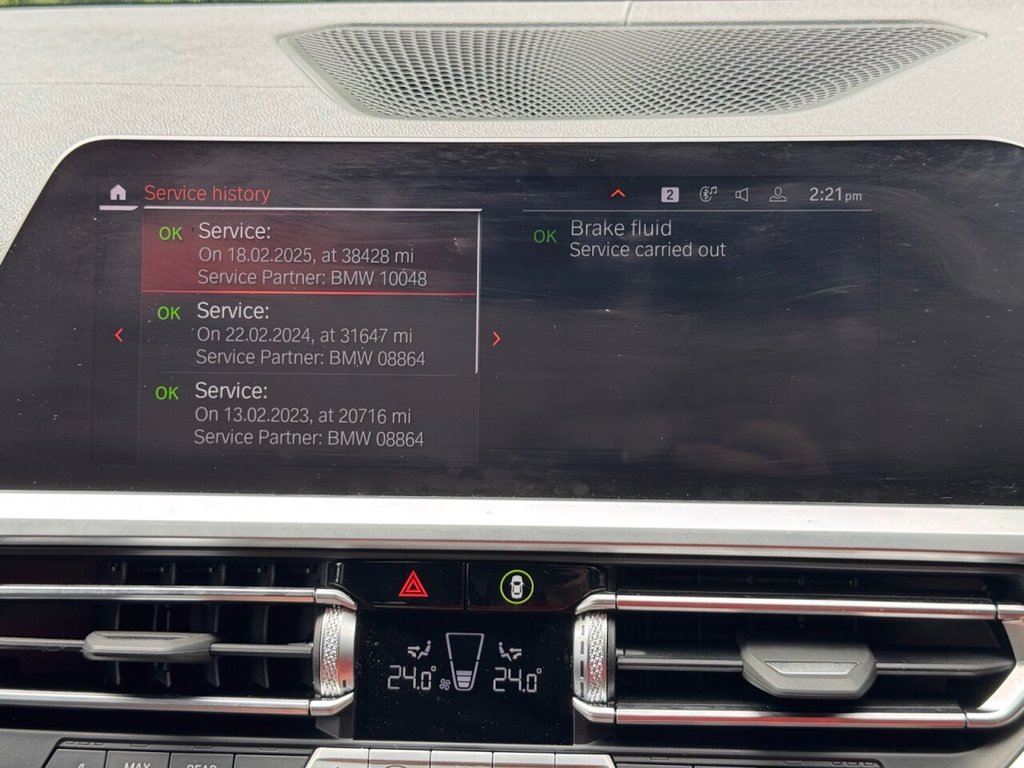 Service history
2
2:21pm
OK Service:
On 18.02.2025, at 38428 mi
Service Partner: BMW 10048
OK Service:
On 22.02.2024, at 31647 mi
Service Partner: BMW 08864
OK Service:
On 13.02.2023, at 20716 mi
Service Partner: BMW 08864
OK Brake fluid
Service carried out
24.0° 24.0°
MAX
REAR